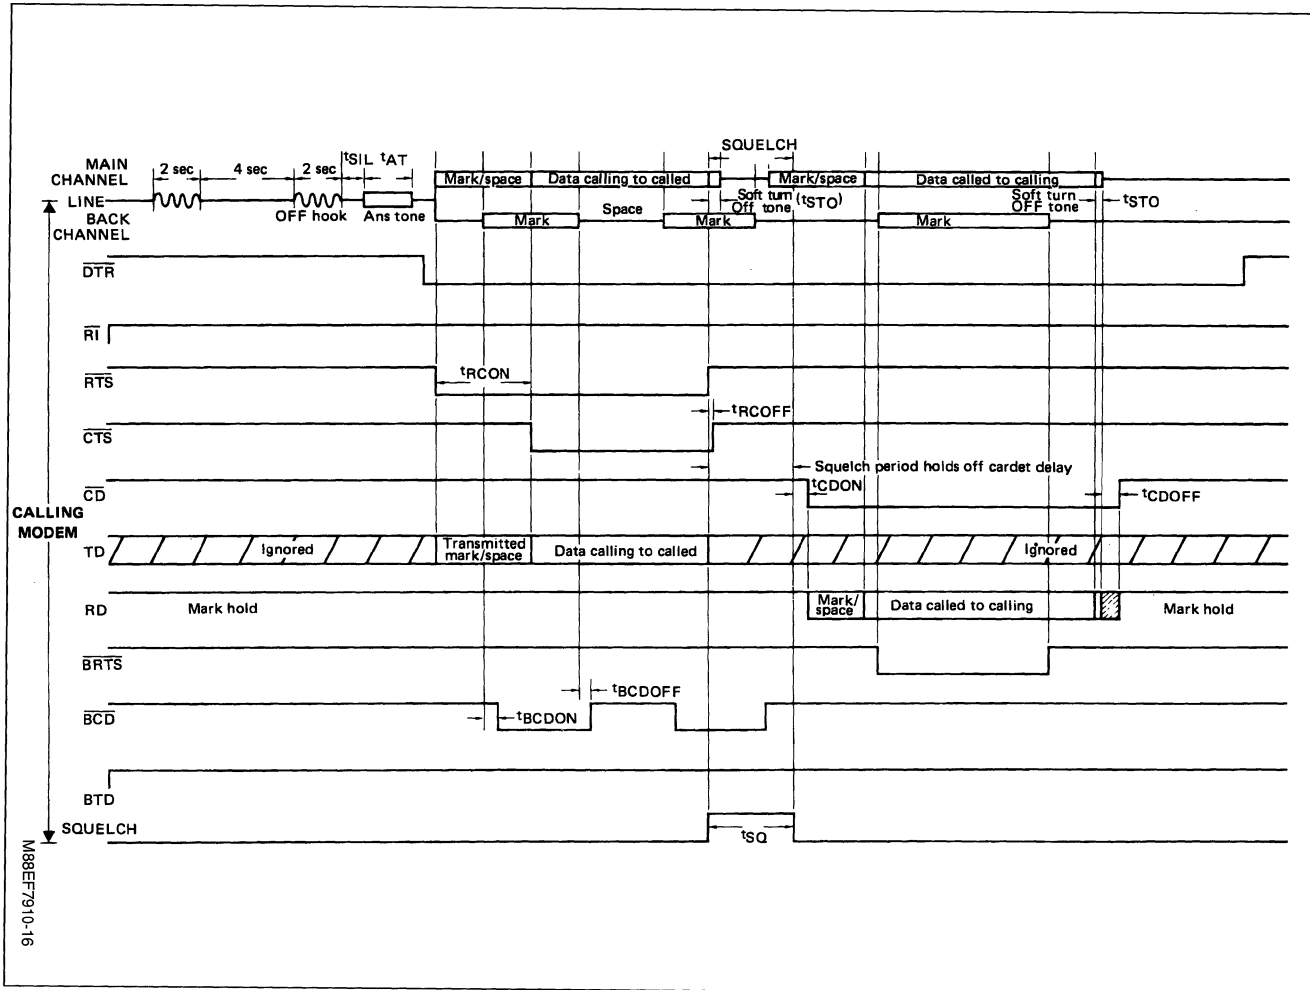 SQUELCH
MAIN CHANNEL
2 sec
4 sec
2 sec
tSIL
tAT
Mark/space
Data calling to called
Mark/space
Data called to calling
LINE
OFF hook
Ans tone
Space
Soft turn Off tone (tSTO)
Soft turn OFF tone
tSTO
BACK CHANNEL
Mark
Mark
Mark
DTR
RI
RTS
tRCON
tRCOFF
CTS
Squelch period holds off cardet delay
CD
tCDON
tCDOFF
CALLING MODEM
TD
Ignored
Transmitted mark/space
Data calling to called
Ignored
RD
Mark hold
Mark/ space
Data called to calling
Mark hold
BRTS
tBCDOFF
BCD
tBCDON
BTD
SQUELCH
tSQ
M88EF7910-16